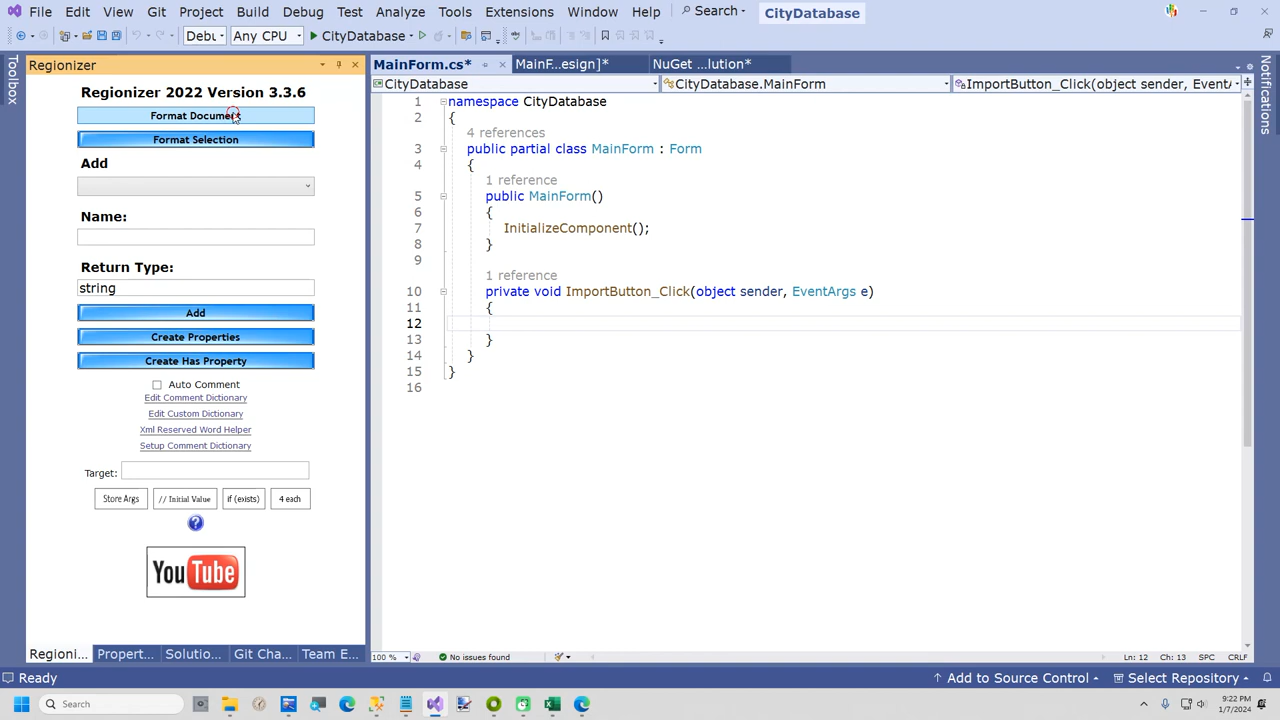 File Edit View Git Project Build Debug Test Analyze Tools Extensions Window Help Search CityDatabase
Debu Any CPU CityDatabase
Toolbox
Regionizer
Regionizer 2022 Version 3.3.6
Format Document
Format Selection
Add
Name:
Return Type:
string
Add
Create Properties
Create Has Property
Auto Comment
Edit Comment Dictionary
Edit Custom Dictionary
Xml Reserved Word Helper
Setup Comment Dictionary
Target:
Store Args // Initial Value if (exists) 4 each
?
YouTube
Regioni... Propert... Solutio... Git Cha... Team E...
MainForm.cs* MainF...esign]* NuGet ...lution*
CityDatabase CityDatabase.MainForm ImportButton_Click(object sender, EventAr
1 namespace CityDatabase
2 {
4 references
3 public partial class MainForm : Form
4 {
1 reference
5 public MainForm()
6 {
7 InitializeComponent();
8 }
9
1 reference
10 private void ImportButton_Click(object sender, EventArgs e)
11 {
12
13 }
14 }
15 }
16
100 % No issues found Ln: 12 Ch: 13 SPC CRLF
Notifications
Ready Add to Source Control Select Repository
Search
9:22 PM
1/7/2024